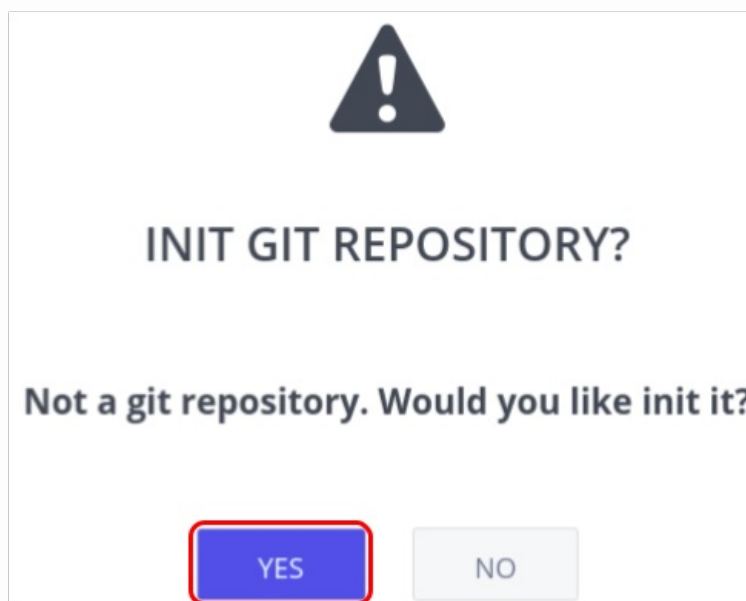 INIT GIT REPOSITORY?
Not a git repository. Would you like init it?
YES
NO